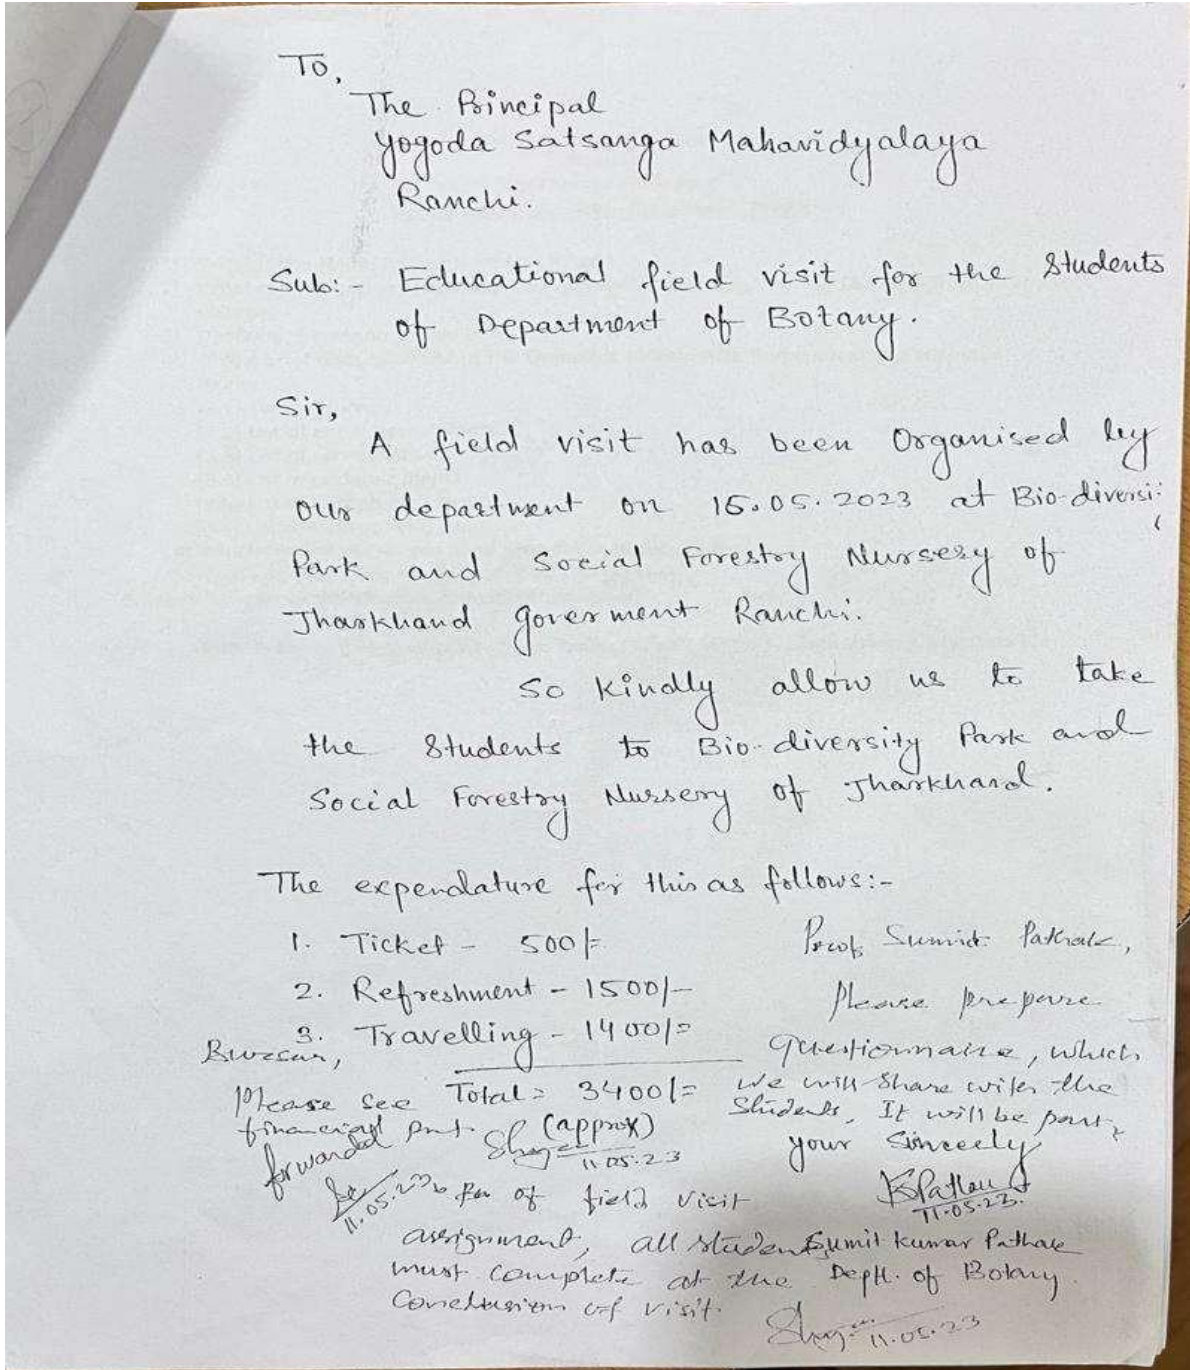 To,
The Principal
Yogoda Satsanga Mahavidyalaya
Ranchi.
Sub:- Educational field visit for the Students
of Department of Botany.
Sir,
A field visit has been Organised by
our department on 15.05.2023 at Bio-diversi
Park and Social Forestry Nursery of
Jharkhand goverment Ranchi.
So kindly allow us to take
the Students to Bio-diversity Park and
Social Forestry Nursery of Jharkhand.
The expendature for this as follows:-
1. Ticket - 500/=
2. Refreshment - 1500/-
3. Travelling - 1400/=
Total = 3400/=
(approx)
11.05.23
Bursar,
Please see
financial part.
forwarded
11.05.23
Prof Sumit Pathak,
Please prepare
questionnaire, which
we will share with the
Students. It will be part
of field visit
assignment, all students
must complete at the
Conclusion of visit.
11.05.23
your Sincerly
KPathak
11.05.23
Sumit Kumar Pathak
Deptt. of Botany